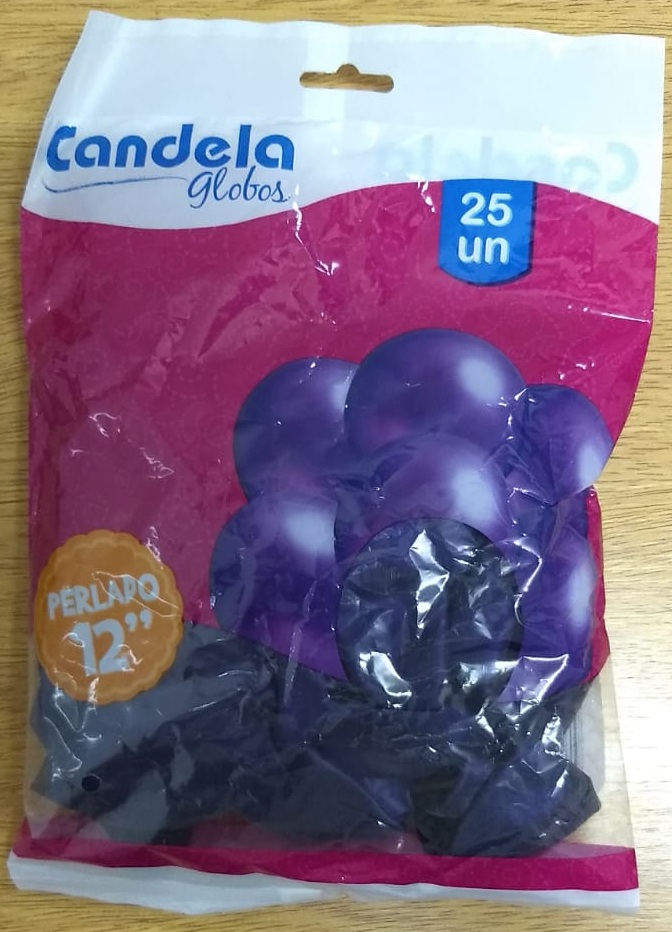 Candela
globos
25
un
PERLADO
12”